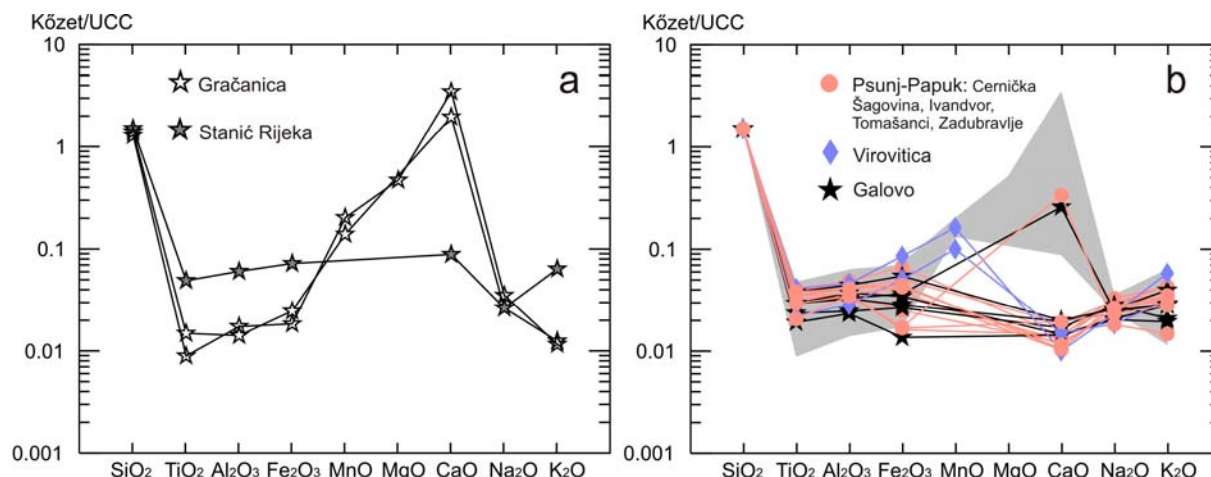 Kőzet/UCC
10
1
0.1
0.01
0.001
a
Gračanica
Stanić Rijeka
SiO₂ TiO₂ Al₂O₃ Fe₂O₃ MnO MgO CaO Na₂O K₂O
Kőzet/UCC
10
1
0.1
0.01
0.001
b
Psunj-Papuk: Cernička
Šagovina, Ivandvor,
Tomašanci, Zadubravlje
Virovitica
Galovo
SiO₂ TiO₂ Al₂O₃ Fe₂O₃ MnO MgO CaO Na₂O K₂O